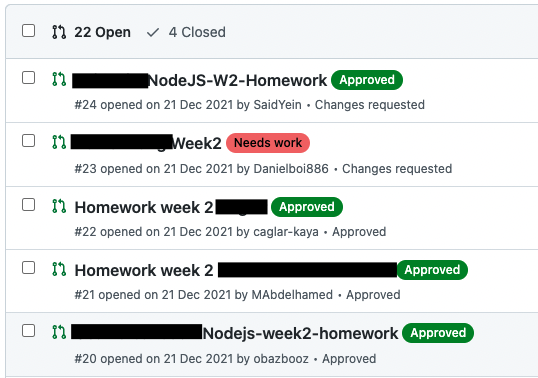 22 Open 4 Closed
NodeJS-W2-Homework Approved
#24 opened on 21 Dec 2021 by SaidYein • Changes requested
Week2 Needs work
#23 opened on 21 Dec 2021 by Danielboi886 • Changes requested
Homework week 2 Approved
#22 opened on 21 Dec 2021 by caglar-kaya • Approved
Homework week 2 Approved
#21 opened on 21 Dec 2021 by MAbdelhamed • Approved
Nodejs-week2-homework Approved
#20 opened on 21 Dec 2021 by obazbooz • Approved